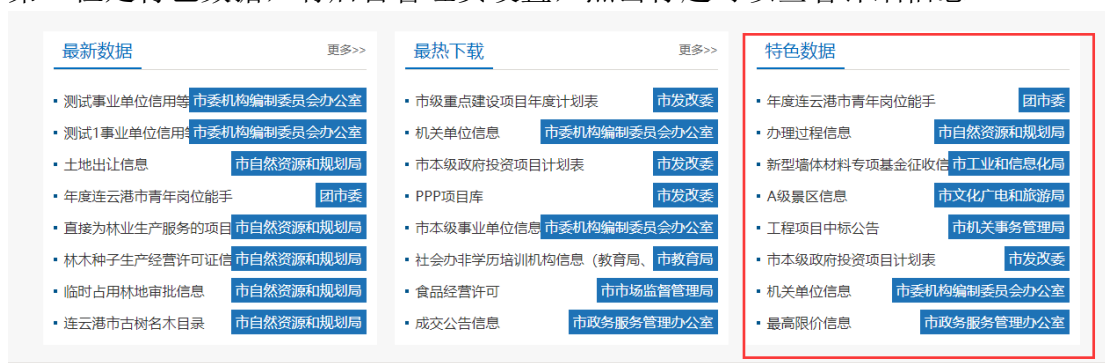 最新数据 更多>>
测试事业单位信用等 市委机构编制委员会办公室
测试1事业单位信用等 市委机构编制委员会办公室
土地出让信息 市自然资源和规划局
年度连云港市青年岗位能手 团市委
直接为林业生产服务的项目 市自然资源和规划局
林木种子生产经营许可证信 市自然资源和规划局
临时占用林地审批信息 市自然资源和规划局
连云港市古树名木目录 市自然资源和规划局
最热下载 更多>>
市级重点建设项目年度计划表 市发改委
机关单位信息 市委机构编制委员会办公室
市本级政府投资项目计划表 市发改委
PPP项目库 市发改委
市本级事业单位信息 市委机构编制委员会办公室
社会办非学历培训机构信息（教育局、 市教育局
食品经营许可 市市场监督管理局
成交公告信息 市政务服务管理办公室
特色数据
年度连云港市青年岗位能手 团市委
办理过程信息 市自然资源和规划局
新型墙体材料专项基金征收信 市工业和信息化局
A级景区信息 市文化广电和旅游局
工程项目中标公告 市机关事务管理局
市本级政府投资项目计划表 市发改委
机关单位信息 市委机构编制委员会办公室
最高限价信息 市政务服务管理办公室